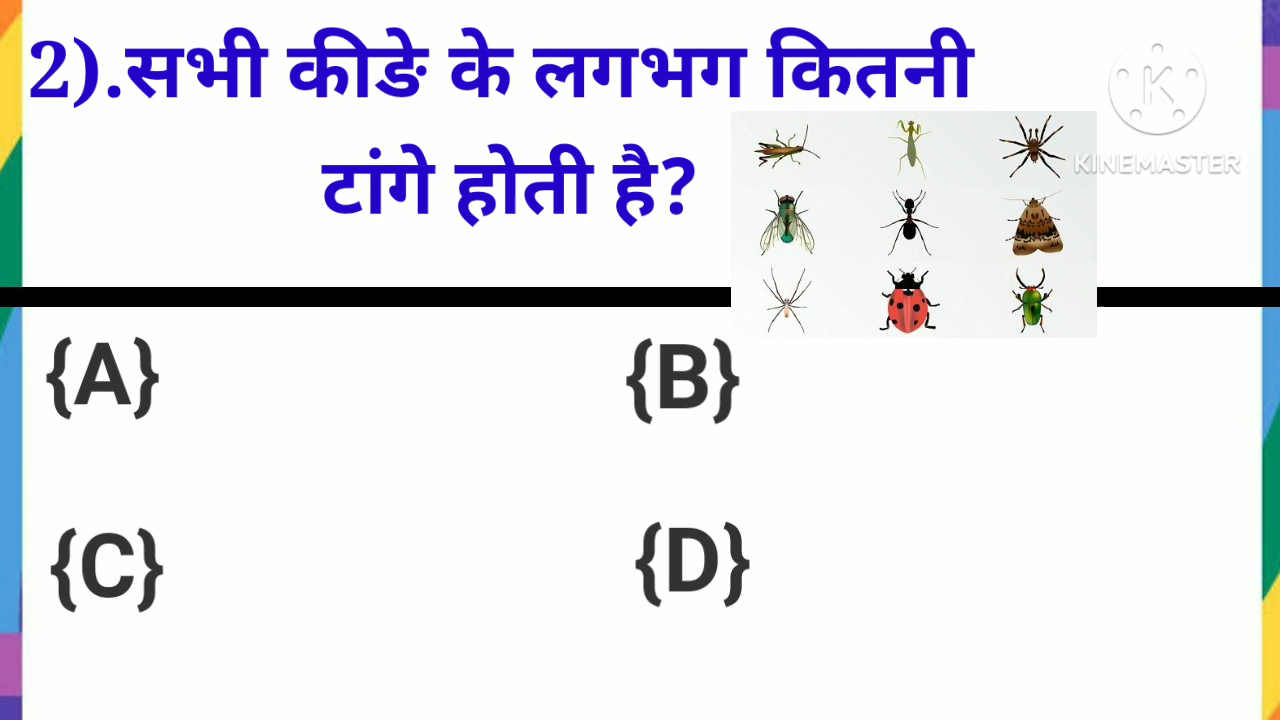 2).सभी कीङे के लगभग कितनी
टांगे होती है?
K
KINEMASTER
{A}
{B}
{C}
{D}